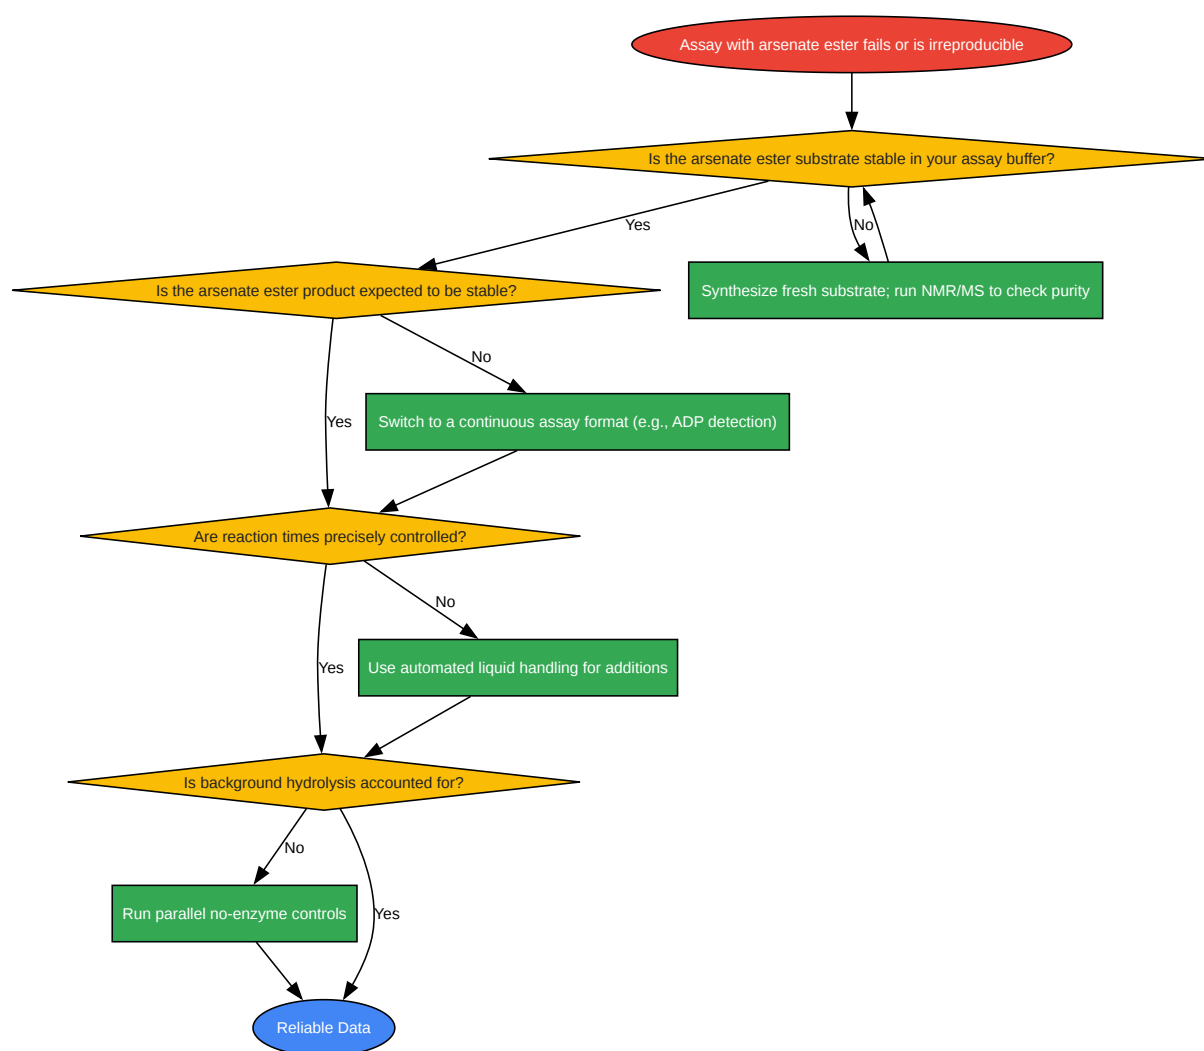 Assay with arsenate ester fails or is irreproducible
Is the arsenate ester substrate stable in your assay buffer?
Yes
No
Is the arsenate ester product expected to be stable?
Synthesize fresh substrate; run NMR/MS to check purity
No
Yes
Switch to a continuous assay format (e.g., ADP detection)
Are reaction times precisely controlled?
No
Yes
Use automated liquid handling for additions
Is background hydrolysis accounted for?
No
Run parallel no-enzyme controls
Yes
Reliable Data